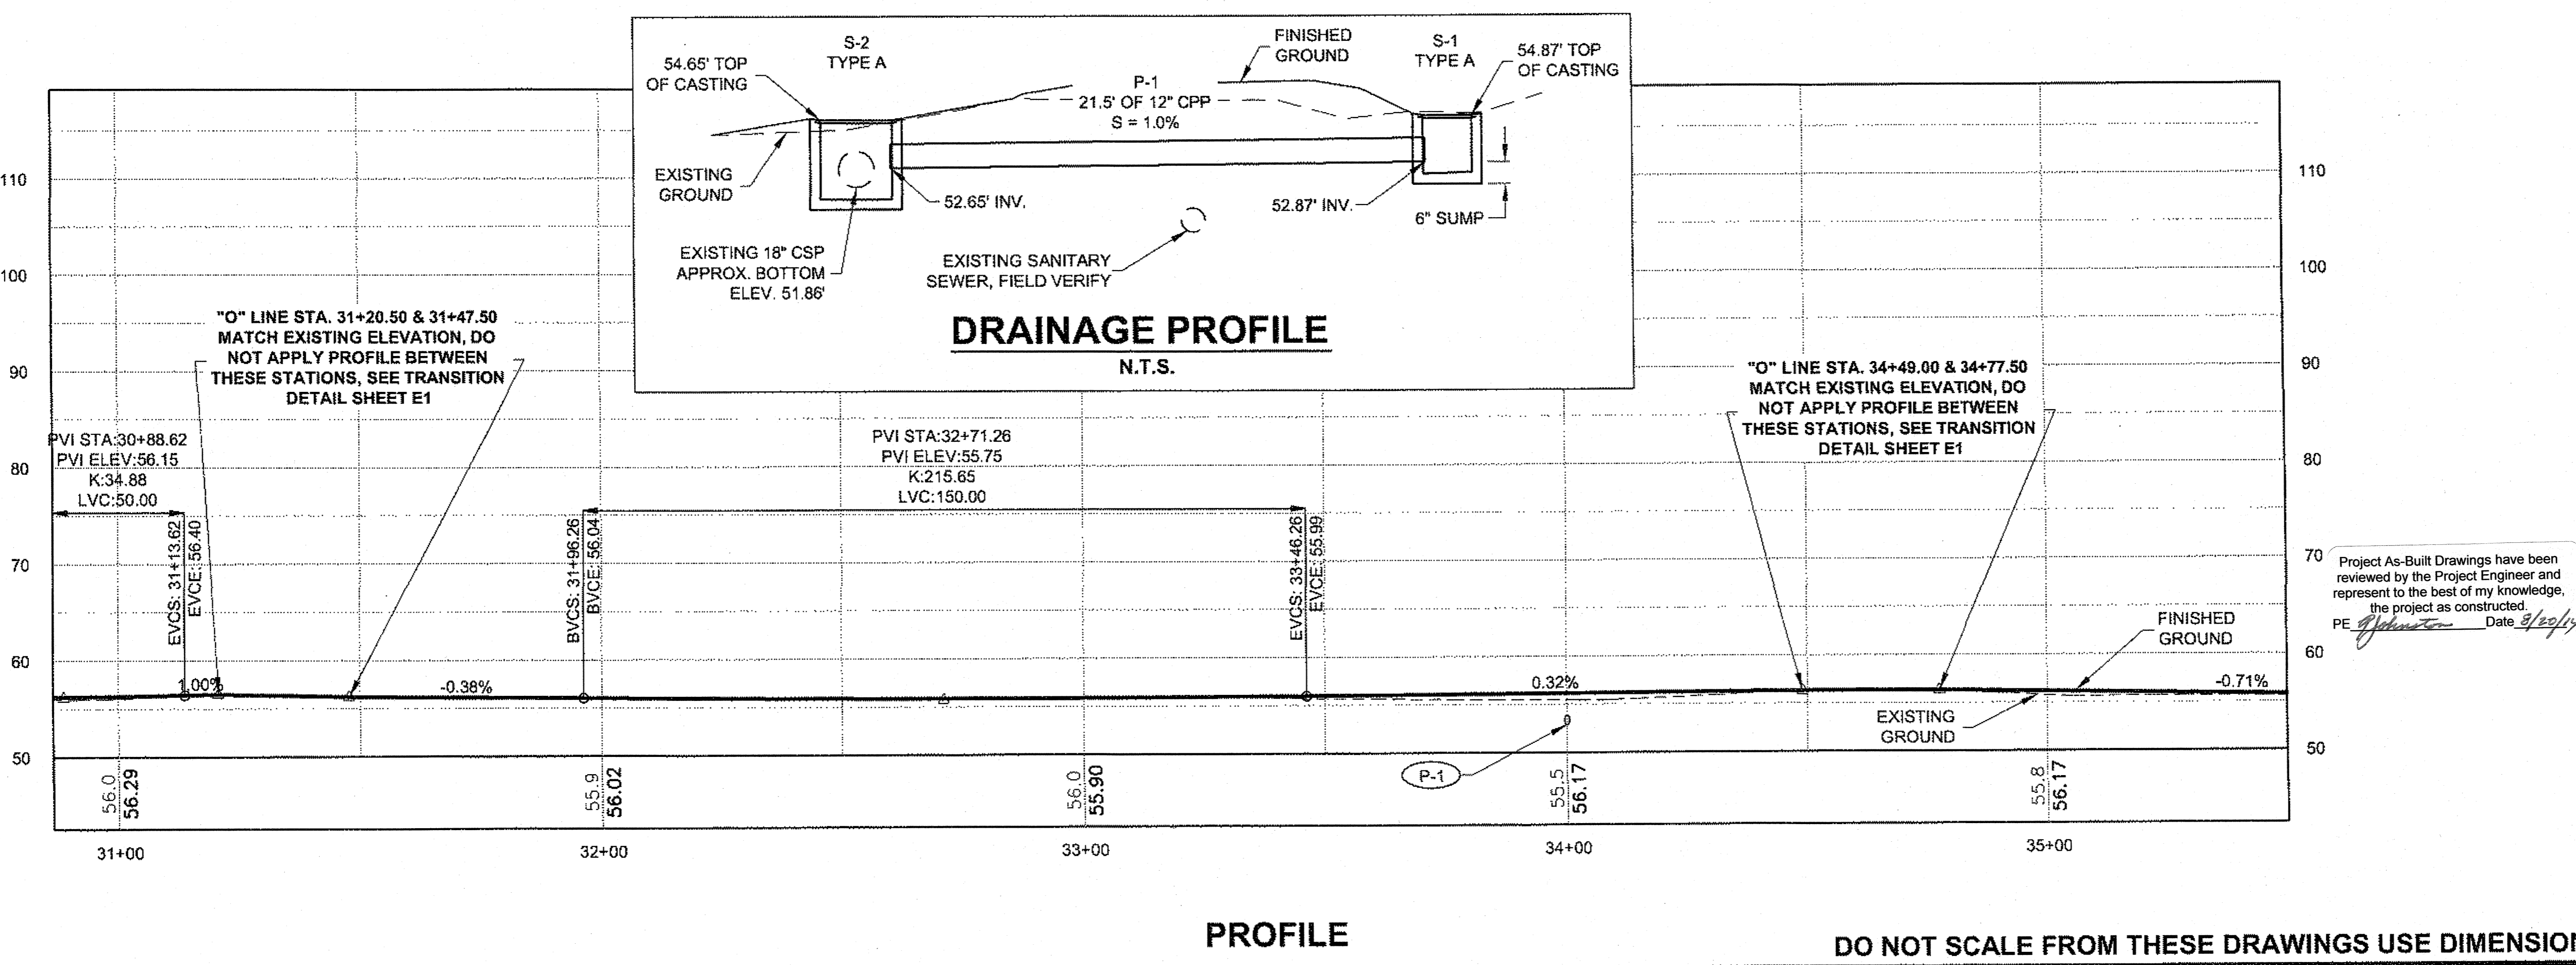 S-2
TYPE A
54.65' TOP
OF CASTING
P-1
21.5' OF 12" CPP
S = 1.0%
FINISHED
GROUND
S-1
TYPE A
54.87' TOP
OF CASTING
EXISTING
GROUND
52.65' INV.
52.87' INV.
6" SUMP
EXISTING 18" CSP
APPROX. BOTTOM
ELEV. 51.86'
EXISTING SANITARY
SEWER, FIELD VERIFY
DRAINAGE PROFILE
N.T.S.
110
100
90
80
70
60
50
110
100
90
80
70
60
50
"O" LINE STA. 31+20.50 & 31+47.50
MATCH EXISTING ELEVATION, DO
NOT APPLY PROFILE BETWEEN
THESE STATIONS, SEE TRANSITION
DETAIL SHEET E1
PVI STA:30+88.62
PVI ELEV:56.15
K:34.88
LVC:50.00
EVCS: 31+13.62
EVCE: 56.40
PVI STA:32+71.26
PVI ELEV:55.75
K:215.65
LVC:150.00
BVCS: 31+96.26
BVCE: 56.04
EVCS: 33+46.26
EVCE: 55.99
"O" LINE STA. 34+49.00 & 34+77.50
MATCH EXISTING ELEVATION, DO
NOT APPLY PROFILE BETWEEN
THESE STATIONS, SEE TRANSITION
DETAIL SHEET E1
1.00%
-0.38%
0.32%
-0.71%
FINISHED
GROUND
EXISTING
GROUND
P-1
56.0
56.29
55.9
56.02
56.0
55.90
55.5
56.17
55.8
56.17
31+00
32+00
33+00
34+00
35+00
Project As-Built Drawings have been
reviewed by the Project Engineer and
represent to the best of my knowledge,
the project as constructed.
PE Johnston Date 8/20/14
PROFILE
DO NOT SCALE FROM THESE DRAWINGS USE DIMENSION